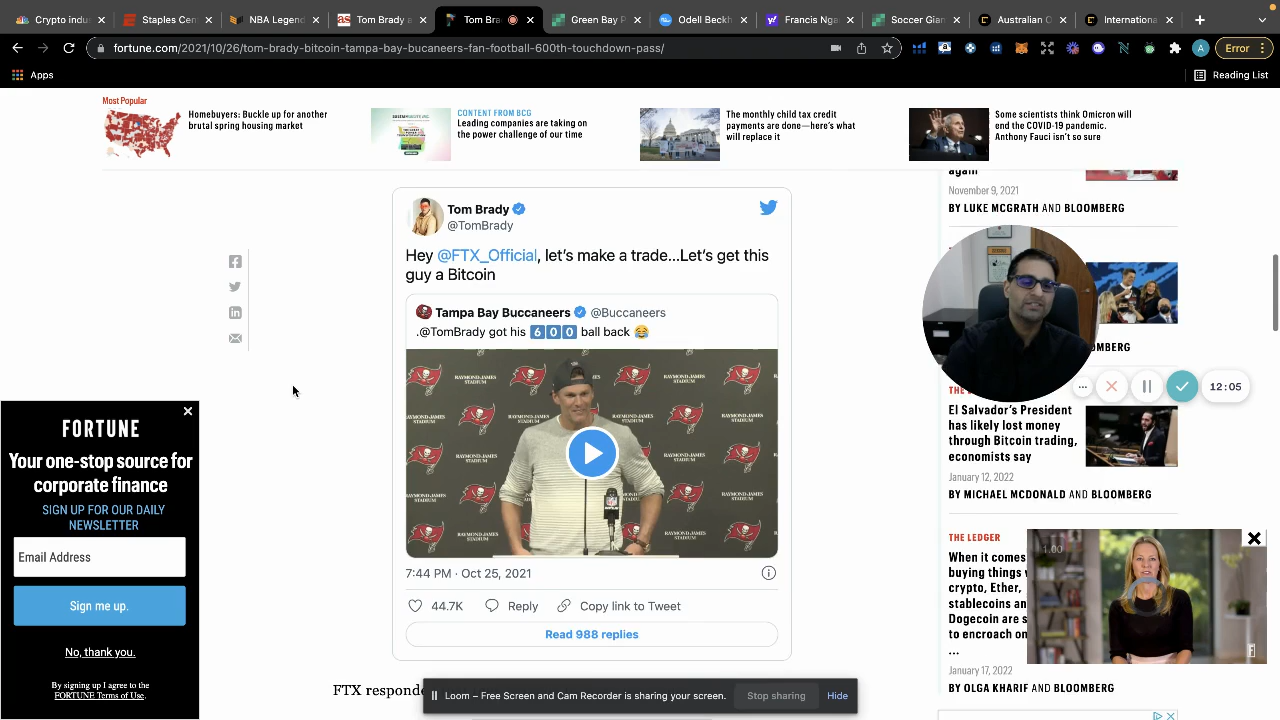 Crypto indus
Staples Cen
NBA Legend
Tom Brady a
Tom Bra
Green Bay P
Odell Beckh
Francis Nga
Soccer Gian
Australian O
Internationa
fortune.com/2021/10/26/tom-brady-bitcoin-tampa-bay-bucaneers-fan-football-600th-touchdown-pass/
A
Error
Apps
Reading List
Most Popular
Homebuyers: Buckle up for another
brutal spring housing market
CONTENT FROM BCG
Leading companies are taking on
the power challenge of our time
The monthly child tax credit
payments are done—here's what
will replace it
Some scientists think Omicron will
end the COVID-19 pandemic.
Anthony Fauci isn't so sure
Tom Brady
@TomBrady
Hey @FTX_Official, let's make a trade...Let's get this
guy a Bitcoin
Tampa Bay Buccaneers @Buccaneers
.@TomBrady got his 6 0 0 ball back 😂
RAYMOND JAMES
STADIUM
7:44 PM · Oct 25, 2021
44.7K Reply Copy link to Tweet
Read 988 replies
FTX responde
Loom – Free Screen and Cam Recorder is sharing your screen.
Stop sharing
Hide
FORTUNE
Your one-stop source for
corporate finance
SIGN UP FOR OUR DAILY
NEWSLETTER
Email Address
Sign me up.
No, thank you.
By signing up I agree to the
FORTUNE Terms of Use.
again
November 9, 2021
BY LUKE MCGRATH AND BLOOMBERG
OMBERG
12:05
THE
El Salvador's President
has likely lost money
through Bitcoin trading,
economists say
January 12, 2022
BY MICHAEL MCDONALD AND BLOOMBERG
THE LEDGER
When it comes
buying things
crypto, Ether,
stablecoins an
Dogecoin are s
to encroach on
...
January 17, 2022
BY OLGA KHARIF AND BLOOMBERG
1.00